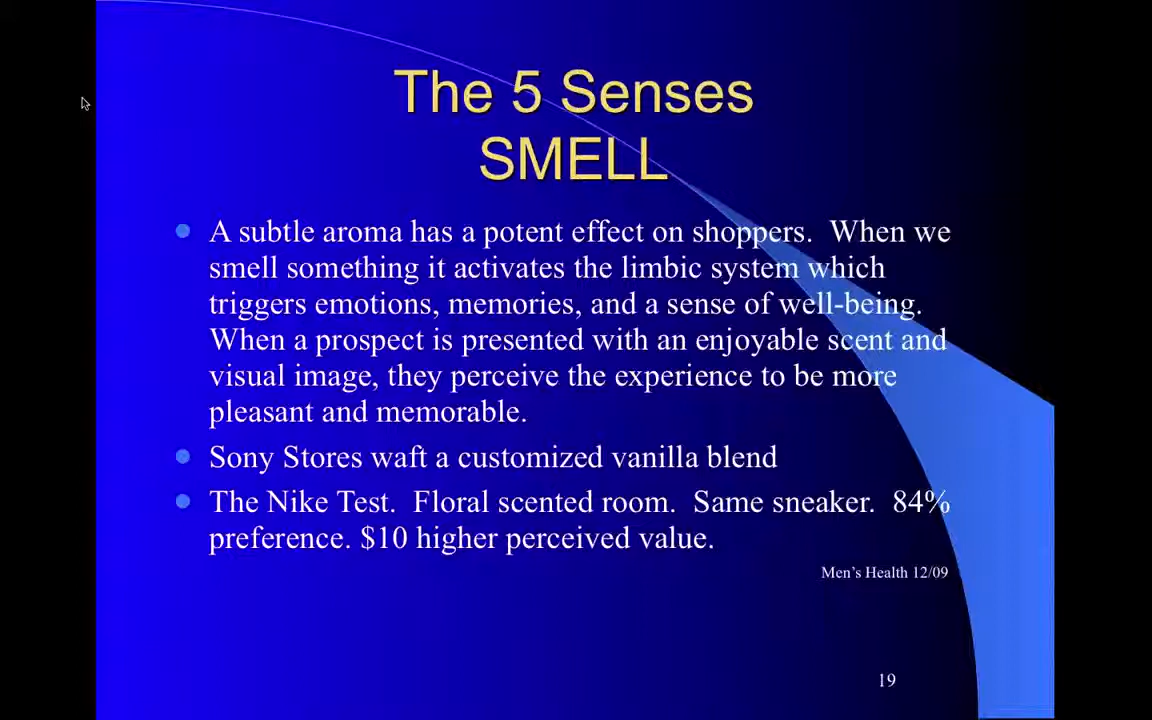 The 5 Senses
SMELL
A subtle aroma has a potent effect on shoppers.  When we
smell something it activates the limbic system which
triggers emotions, memories, and a sense of well-being.
When a prospect is presented with an enjoyable scent and
visual image, they perceive the experience to be more
pleasant and memorable.
Sony Stores waft a customized vanilla blend
The Nike Test.  Floral scented room.  Same sneaker.  84%
preference. $10 higher perceived value.
Men’s Health 12/09
19